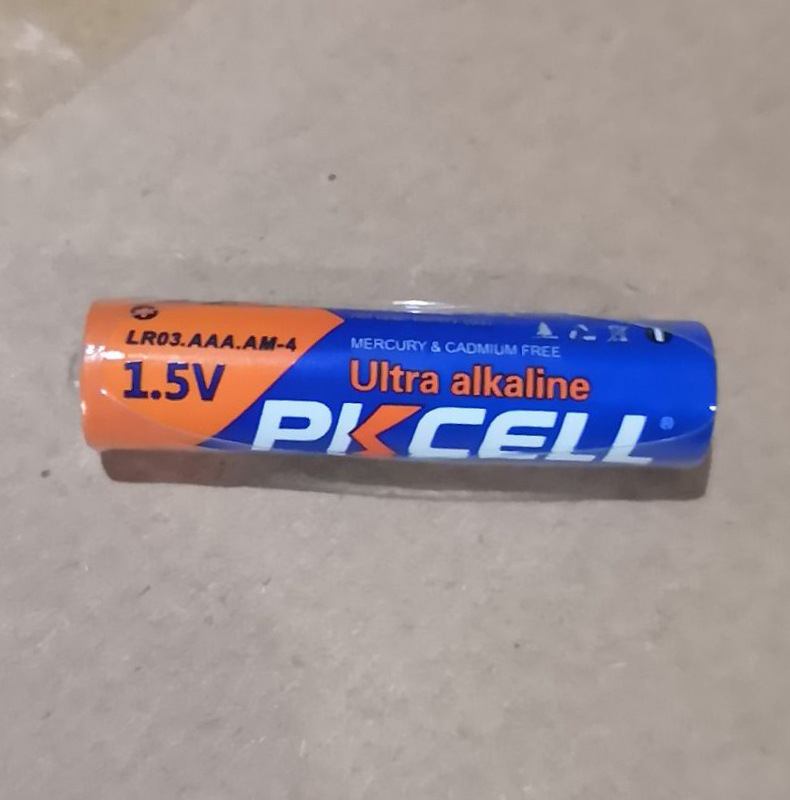 LR03.AAA.AM-4
1.5V
MERCURY & CADMIUM FREE
Ultra alkaline
PKCELL®